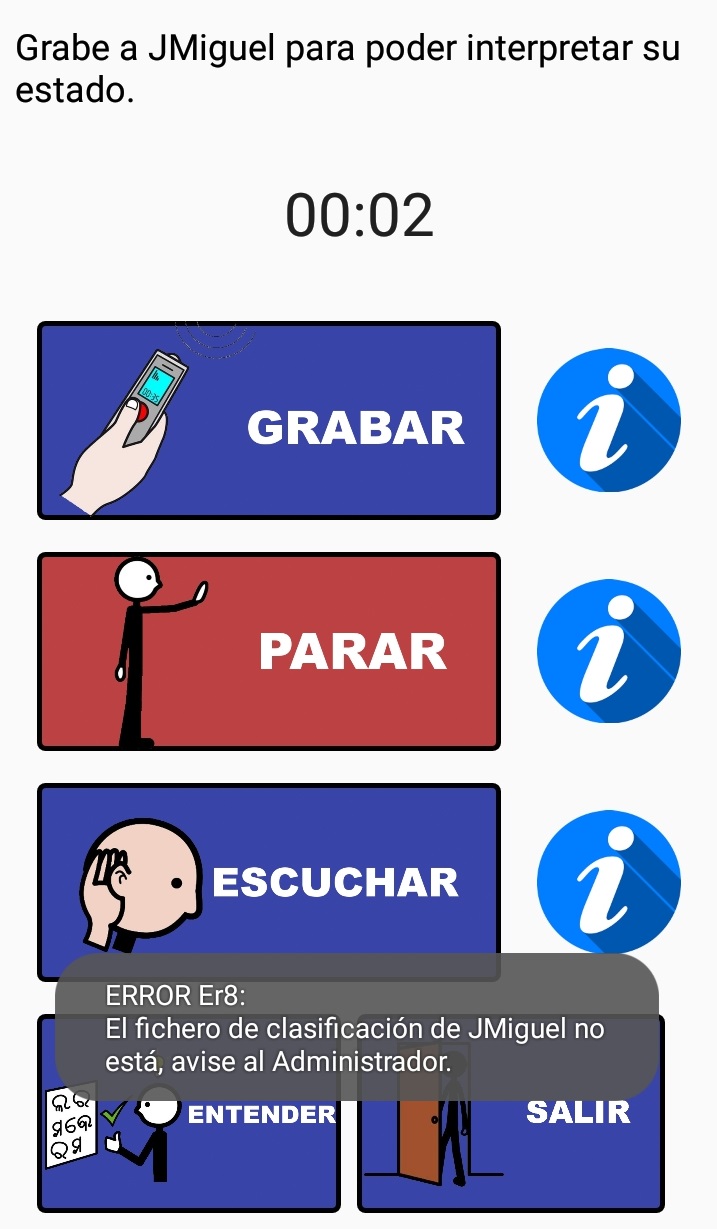 Grabe a JMiguel para poder interpretar su
estado.
00:02
GRABAR
PARAR
ESCUCHAR
ERROR Er8:
El fichero de clasificación de JMiguel no
está, avise al Administrador.
ENTENDER
SALIR